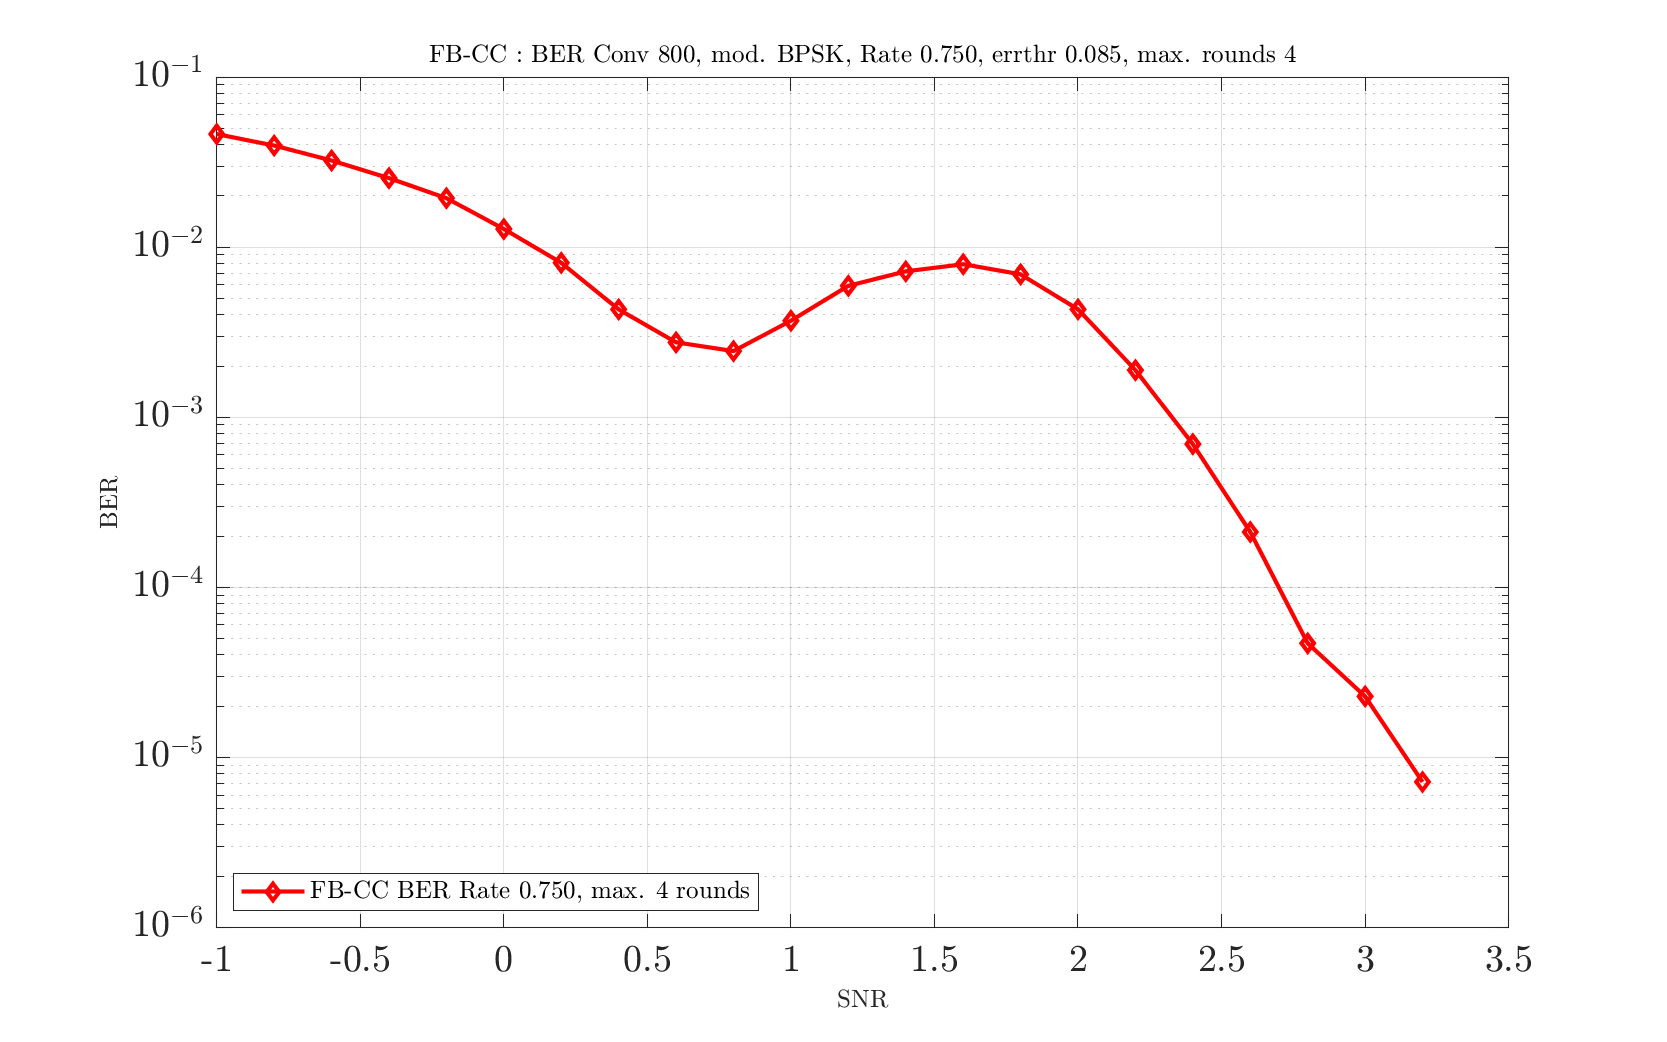 FB-CC : BER Conv 800, mod. BPSK, Rate 0.750, errthr 0.085, max. rounds 4
10⁻¹
10⁻²
10⁻³
10⁻⁴
10⁻⁵
10⁻⁶
BER
FB-CC BER Rate 0.750, max. 4 rounds
-1 -0.5 0 0.5 1 1.5 2 2.5 3 3.5
SNR